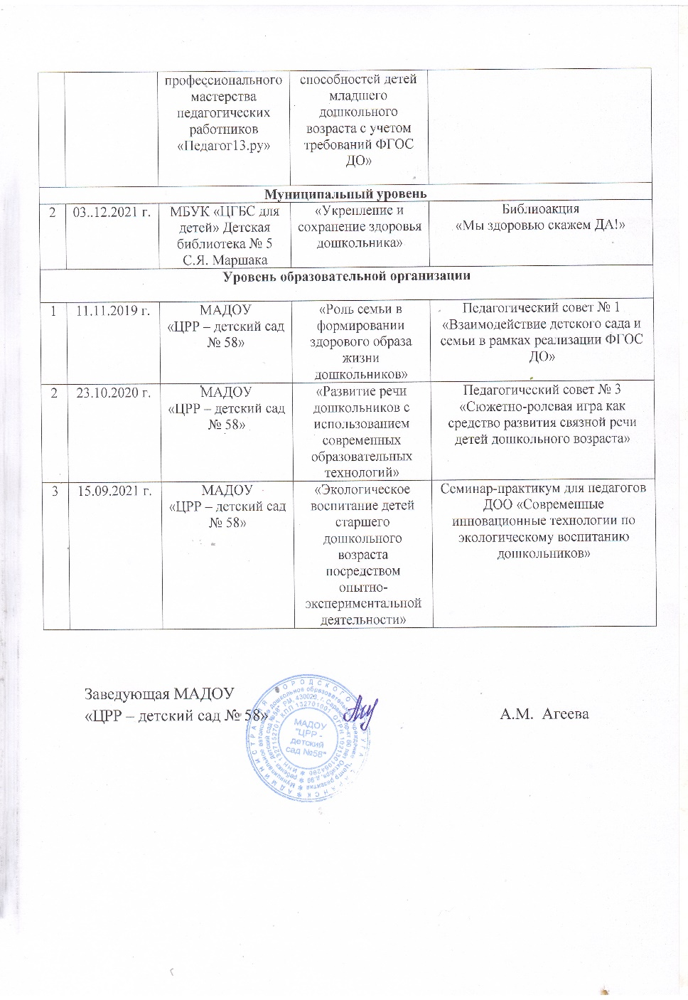 профессионального
мастерства
педагогических
работников
«Педагог13.ру»
способностей детей
младшего
дошкольного
возраста с учетом
требований ФГОС
ДО»
Муниципальный уровень
2
03..12.2021 г.
МБУК «ЦГБС для
детей» Детская
библиотека № 5
С.Я. Маршака
«Укрепление и
сохранение здоровья
дошкольника»
Библиоакция
«Мы здоровью скажем ДА!»
Уровень образовательной организации
1
11.11.2019 г.
МАДОУ
«ЦРР – детский сад
№ 58»
«Роль семьи в
формировании
здорового образа
жизни
дошкольников»
Педагогический совет № 1
«Взаимодействие детского сада и
семьи в рамках реализации ФГОС
ДО»
2
23.10.2020 г.
МАДОУ
«ЦРР – детский сад
№ 58»
«Развитие речи
дошкольников с
использованием
современных
образовательных
технологий»
Педагогический совет № 3
«Сюжетно-ролевая игра как
средство развития связной речи
детей дошкольного возраста»
3
15.09.2021 г.
МАДОУ
«ЦРР – детский сад
№ 58»
«Экологическое
воспитание детей
старшего
дошкольного
возраста
посредством
опытно-
экспериментальной
деятельности»
Семинар-практикум для педагогов
ДОО «Современные
инновационные технологии по
экологическому воспитанию
дошкольников»
Заведующая МАДОУ
«ЦРР – детский сад № 58»
А.М. Агеева
МАДОУ
"ЦРР -
детский
сад №58"